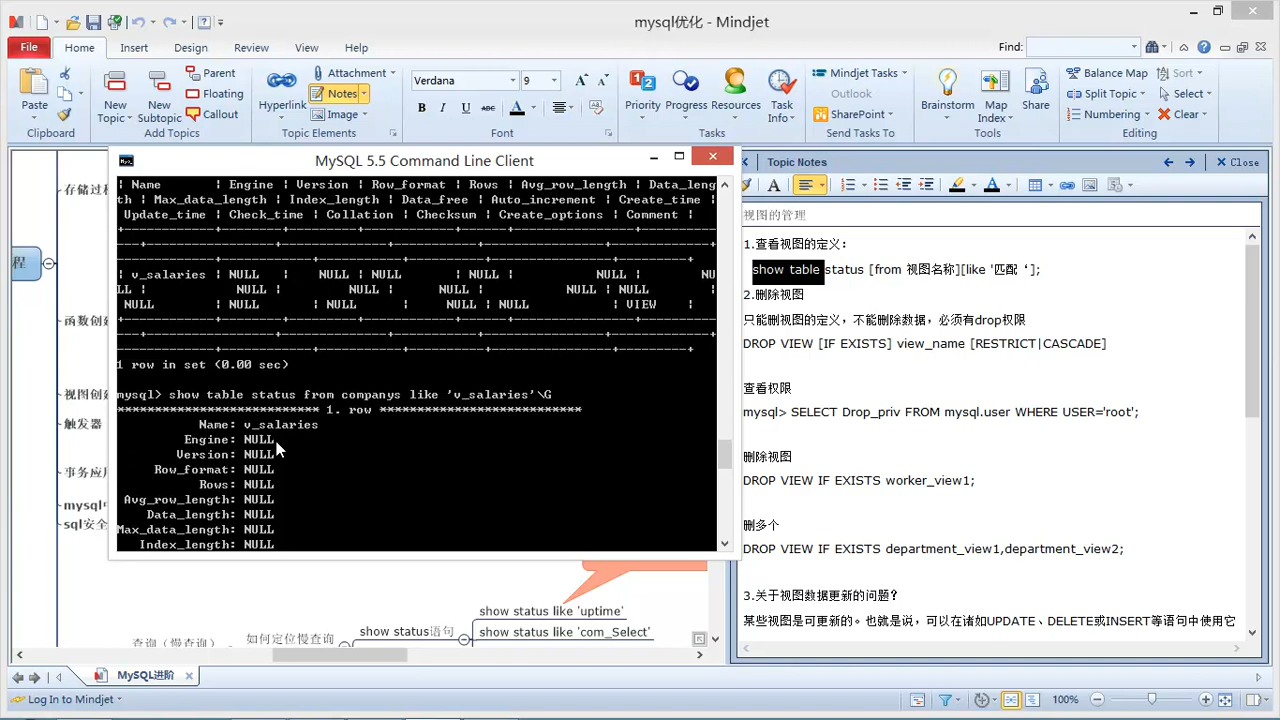 mysql优化 - Mindjet
File Home Insert Design Review View Help Find:
Paste
Clipboard
New Topic
New Subtopic
Parent
Floating
Callout
Add Topics
Hyperlink
Attachment
Notes
Image
Topic Elements
Verdana 9
B I U abc A
Font
Priority
Progress
Resources
Task Info
Tasks
Mindjet Tasks
Outlook
SharePoint
Send Tasks To
Brainstorm
Map Index
Share
Tools
Balance Map
Split Topic
Numbering
Sort
Select
Clear
Editing
程
存储过
函数创
视图创
触发器
事务应
mysql
sql安全
MySQL 5.5 Command Line Client
| Name | Engine | Version | Row_format | Rows | Avg_row_length | Data_leng
th | Max_data_length | Index_length | Data_free | Auto_increment | Create_time |
Update_time | Check_time | Collation | Checksum | Create_options | Comment |
| v_salaries | NULL | NULL | NULL | NULL | NULL | NU
LL | NULL | NULL | NULL | NULL | NULL |
NULL | NULL | NULL | NULL | NULL | VIEW |
1 row in set (0.00 sec)
mysql> show table status from companys like 'v_salaries'\G
*************************** 1. row ***************************
Name: v_salaries
Engine: NULL
Version: NULL
Row_format: NULL
Rows: NULL
Avg_row_length: NULL
Data_length: NULL
Max_data_length: NULL
Index_length: NULL
Topic Notes
Close
视图的管理
1.查看视图的定义：
show table status [from 视图名称][like '匹配 ‘];
2.删除视图
只能删视图的定义，不能删除数据，必须有drop权限
DROP VIEW [IF EXISTS] view_name [RESTRICT|CASCADE]
查看权限
mysql> SELECT Drop_priv FROM mysql.user WHERE USER='root';
删除视图
DROP VIEW IF EXISTS worker_view1;
删多个
DROP VIEW IF EXISTS department_view1,department_view2;
3.关于视图数据更新的问题？
某些视图是可更新的。也就是说，可以在诸如UPDATE、DELETE或INSERT等语句中使用它
show status like 'uptime'
show status语句
show status like 'com_Select'
查询（慢查询）
如何定位慢查询
MySQL进阶
Log In to Mindjet
100%